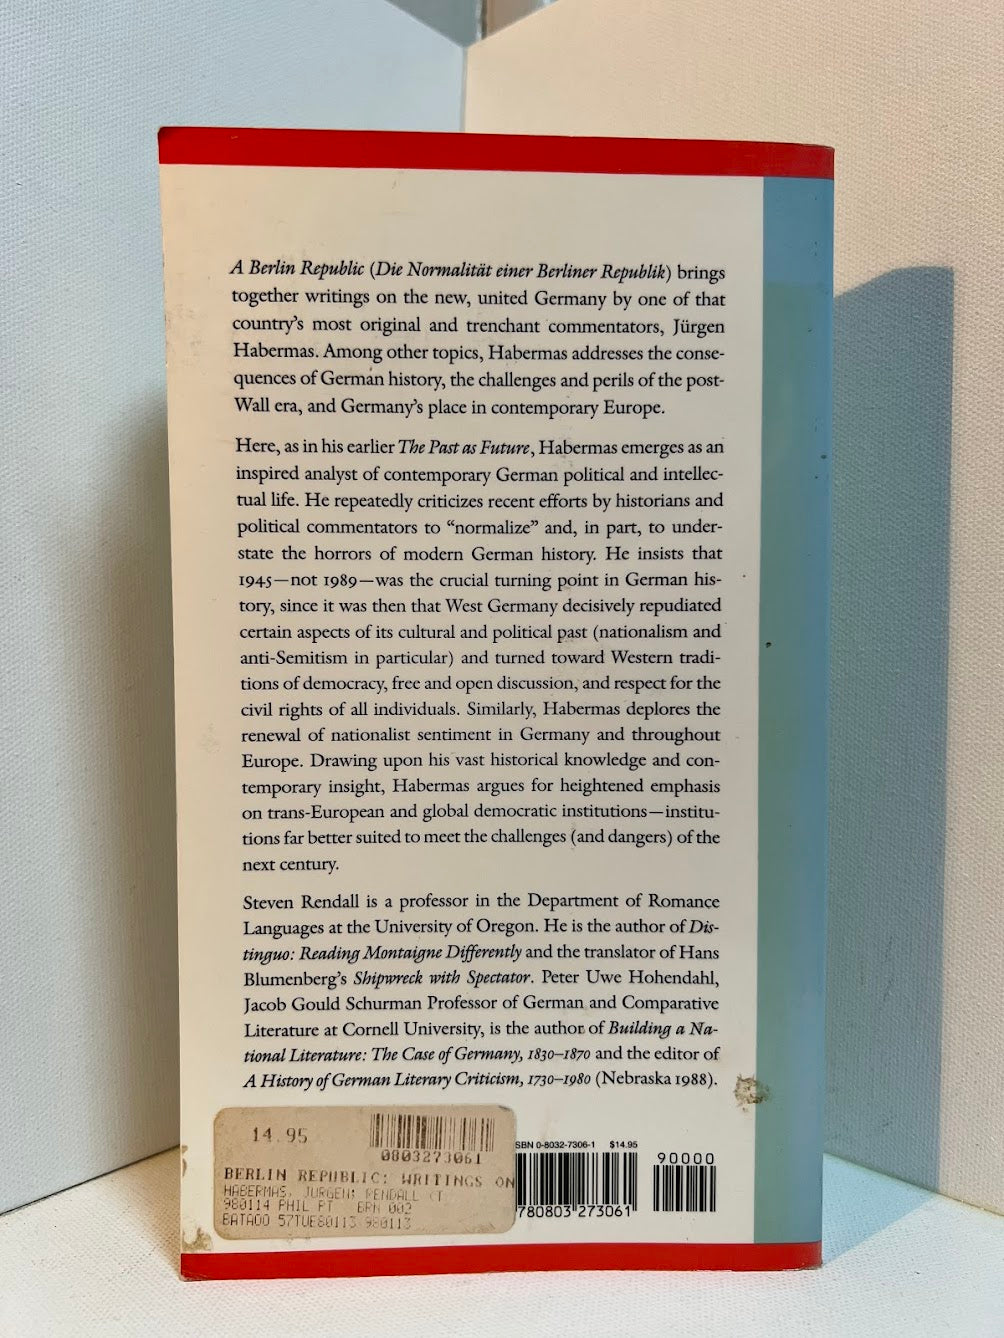 A Berlin Republic (Die Normalität einer Berliner Republik) brings
together writings on the new, united Germany by one of that
country's most original and trenchant commentators, Jürgen
Habermas. Among other topics, Habermas addresses the conse-
quences of German history, the challenges and perils of the post-
Wall era, and Germany's place in contemporary Europe.
Here, as in his earlier The Past as Future, Habermas emerges as an
inspired analyst of contemporary German political and intellec-
tual life. He repeatedly criticizes recent efforts by historians and
political commentators to “normalize” and, in part, to under-
state the horrors of modern German history. He insists that
1945—not 1989—was the crucial turning point in German his-
tory, since it was then that West Germany decisively repudiated
certain aspects of its cultural and political past (nationalism and
anti-Semitism in particular) and turned toward Western tradi-
tions of democracy, free and open discussion, and respect for the
civil rights of all individuals. Similarly, Habermas deplores the
renewal of nationalist sentiment in Germany and throughout
Europe. Drawing upon his vast historical knowledge and con-
temporary insight, Habermas argues for heightened emphasis
on trans-European and global democratic institutions—institu-
tions far better suited to meet the challenges (and dangers) of the
next century.
Steven Rendall is a professor in the Department of Romance
Languages at the University of Oregon. He is the author of Dis-
tinguo: Reading Montaigne Differently and the translator of Hans
Blumenberg's Shipwreck with Spectator. Peter Uwe Hohendahl,
Jacob Gould Schurman Professor of German and Comparative
Literature at Cornell University, is the author of Building a Na-
tional Literature: The Case of Germany, 1830–1870 and the editor of
A History of German Literary Criticism, 1730–1980 (Nebraska 1988).
14.95
0803273061
BERLIN REPUBLIC: WRITINGS ON
HABERMAS, JURGEN; RENDALL (T
980114 PHIL PT BRN 002
BATAOO 57TUE80113 980113
SBN 0-8032-7306-1 $14.95
90000
780803 273061